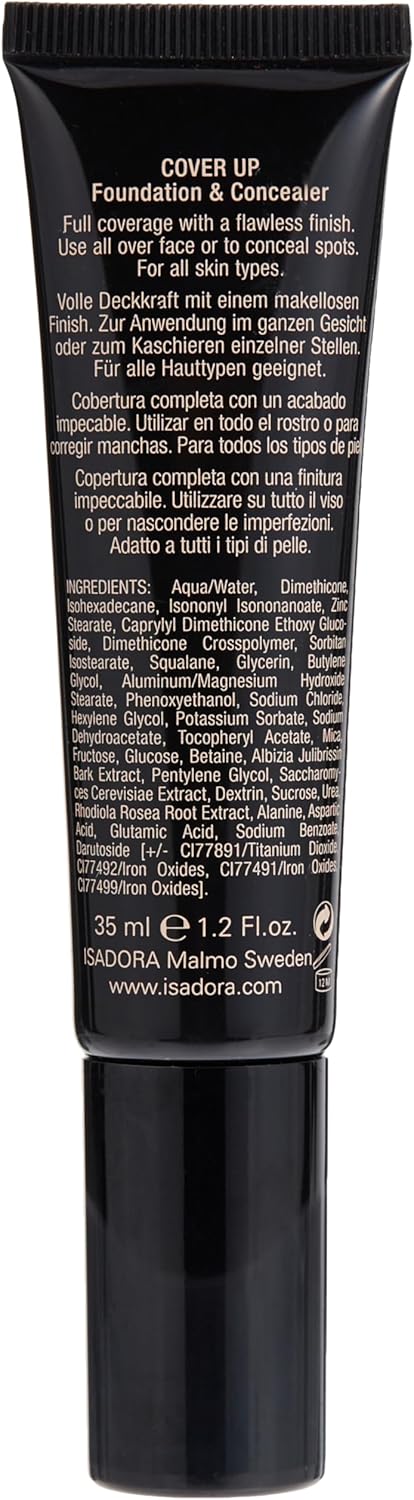 COVER UP
Foundation & Concealer
Full coverage with a flawless finish.
Use all over face or to conceal spots.
For all skin types.
Volle Deckkraft mit einem makellosen
Finish. Zur Anwendung im ganzen Gesicht
oder zum Kaschieren einzelner Stellen.
Für alle Hauttypen geeignet.
Cobertura completa con un acabado
impecable. Utilizar en todo el rostro o para
corregir manchas. Para todos los tipos de piel
Copertura completa con una finitura
impeccabile. Utilizzare su tutto il viso
o per nascondere le imperfezioni.
Adatto a tutti i tipi di pelle.
INGREDIENTS: Aqua/Water, Dimethicone,
Isohexadecane, Isononyl Isononanoate, Zinc
Stearate, Caprylyl Dimethicone Ethoxy Gluco-
side, Dimethicone Crosspolymer, Sorbitan
Isostearate, Squalane, Glycerin, Butylene
Glycol, Aluminum/Magnesium Hydroxide
Stearate, Phenoxyethanol, Sodium Chloride,
Hexylene Glycol, Potassium Sorbate, Sodium
Dehydroacetate, Tocopheryl Acetate, Mica,
Fructose, Glucose, Betaine, Albizia Julibrissin
Bark Extract, Pentylene Glycol, Saccharomy-
ces Cerevisiae Extract, Dextrin, Sucrose, Urea,
Rhodiola Rosea Root Extract, Alanine, Aspartic
Acid, Glutamic Acid, Sodium Benzoate,
Darutoside [+/- CI77891/Titanium Dioxide,
CI77492/Iron Oxides, CI77491/Iron Oxides,
CI77499/Iron Oxides].
35 ml e 1.2 Fl.oz.
ISADORA Malmo Sweden
12M
www.isadora.com